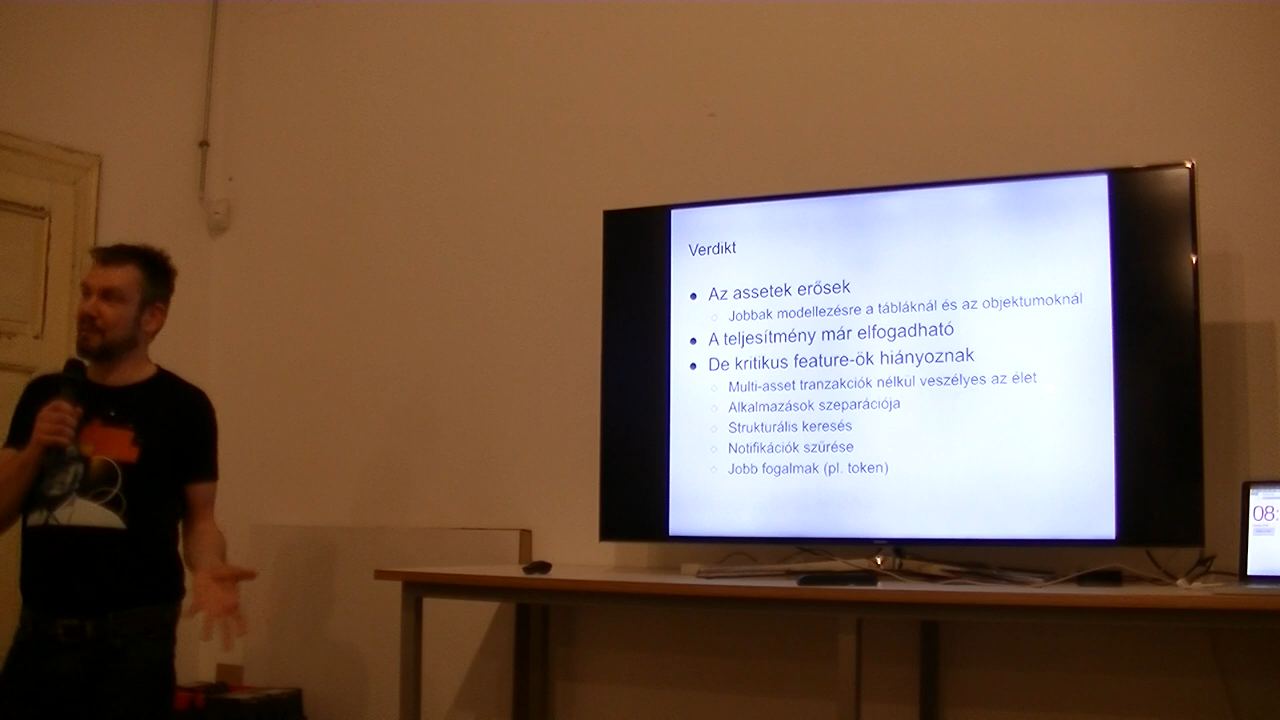 Verdikt
Az assetek erősek
Jobbak modellezésre a tábláknál és az objektumoknál
A teljesítmény már elfogadható
De kritikus feature-ök hiányoznak
Multi-asset tranzakciók nélkül veszélyes az élet
Alkalmazások szeparációja
Strukturális keresés
Notifikációk szűrése
Jobb fogalmak (pl. token)
08: